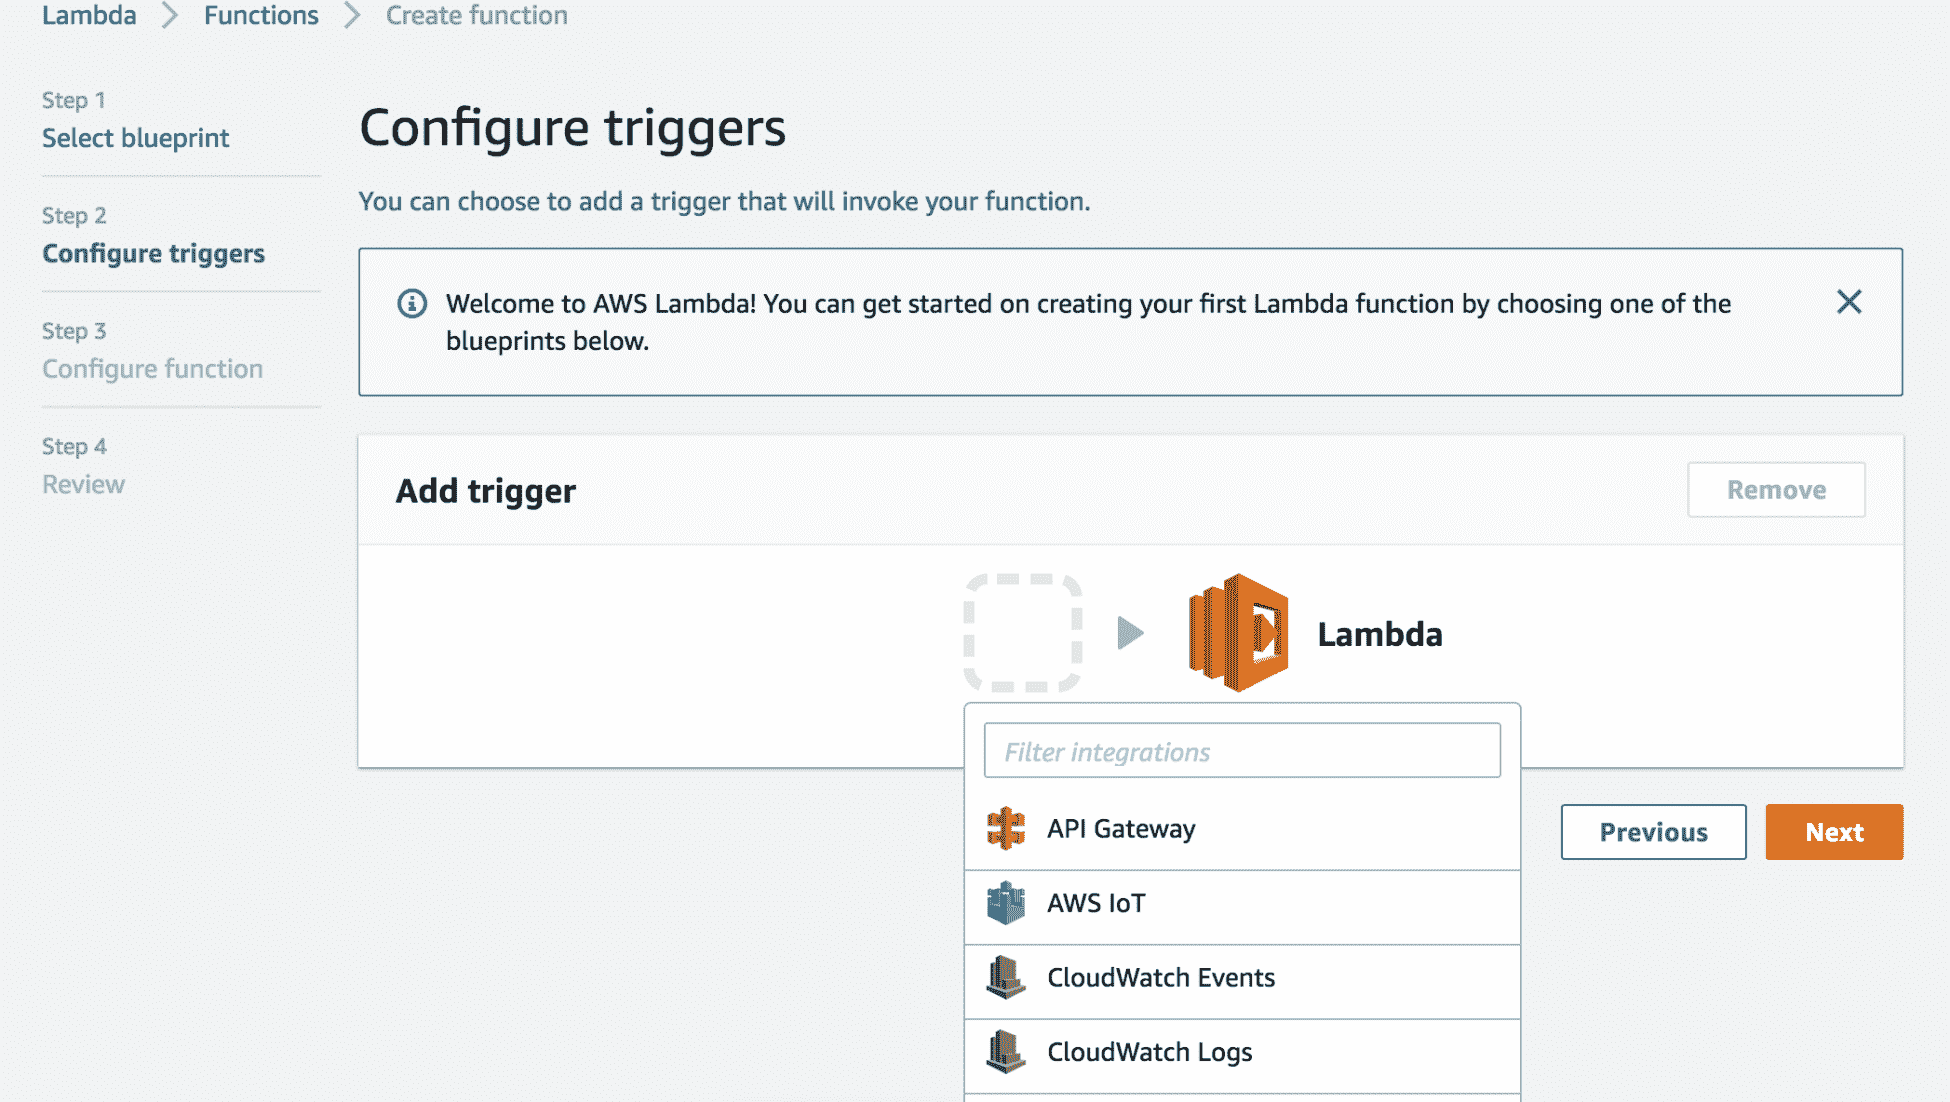 Lambda Functions Create function
Step 1
Select blueprint
Step 2
Configure triggers
Step 3
Configure function
Step 4
Review
Configure triggers
You can choose to add a trigger that will invoke your function.
Welcome to AWS Lambda! You can get started on creating your first Lambda function by choosing one of the
blueprints below.
Add trigger
Remove
Lambda
Filter integrations
API Gateway
AWS IoT
CloudWatch Events
CloudWatch Logs
Previous
Next